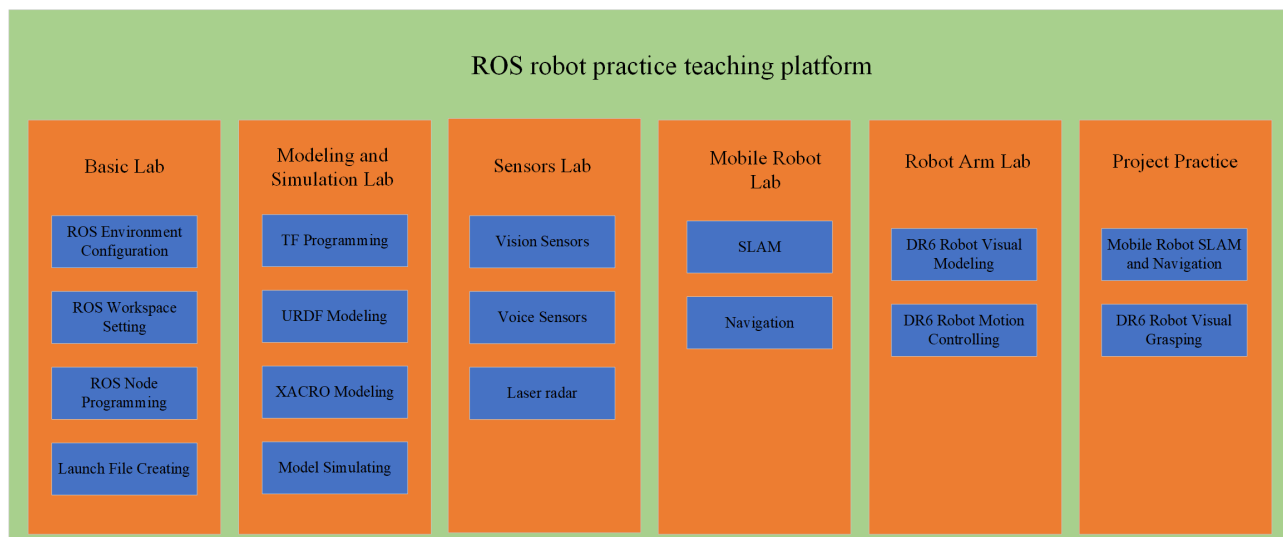 ROS robot practice teaching platform
Basic Lab
ROS Environment
Configuration
ROS Workspace
Setting
ROS Node
Programming
Launch File Creating
Modeling and
Simulation Lab
TF Programming
URDF Modeling
XACRO Modeling
Model Simulating
Sensors Lab
Vision Sensors
Voice Sensors
Laser radar
Mobile Robot
Lab
SLAM
Navigation
Robot Arm Lab
DR6 Robot Visual
Modeling
DR6 Robot Motion
Controlling
Project Practice
Mobile Robot SLAM
and Navigation
DR6 Robot Visual
Grasping